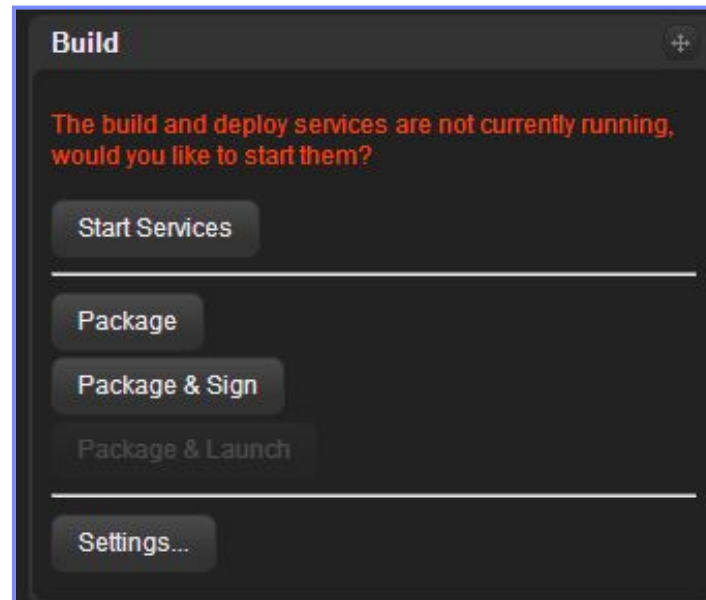 Build
The build and deploy services are not currently running,
would you like to start them?
Start Services
Package
Package & Sign
Package & Launch
Settings...